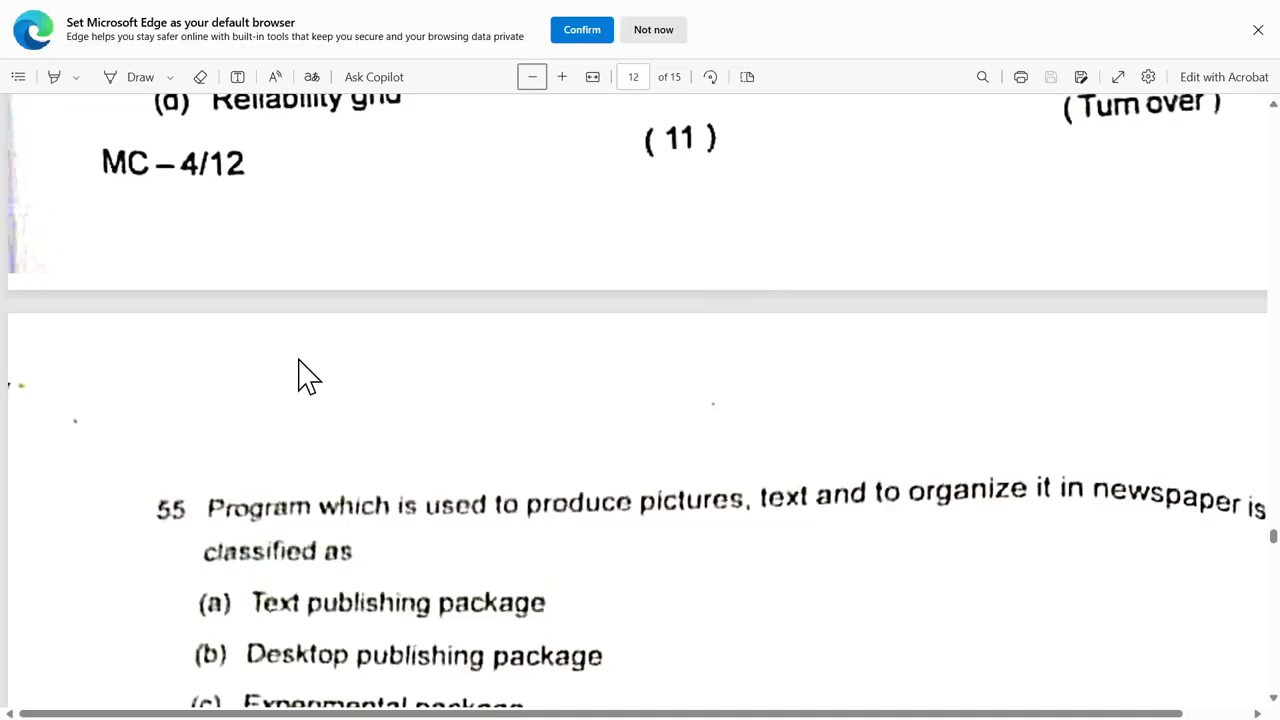 Set Microsoft Edge as your default browser
Edge helps you stay safer online with built-in tools that keep you secure and your browsing data private
Confirm
Not now
Draw
Ask Copilot
12
of 15
Edit with Acrobat
(d) Reliability grid
(Turn over)
(11)
MC – 4/12
55 Program which is used to produce pictures, text and to organize it in newspaper is
classified as
(a) Text publishing package
(b) Desktop publishing package
(c) Experimental package